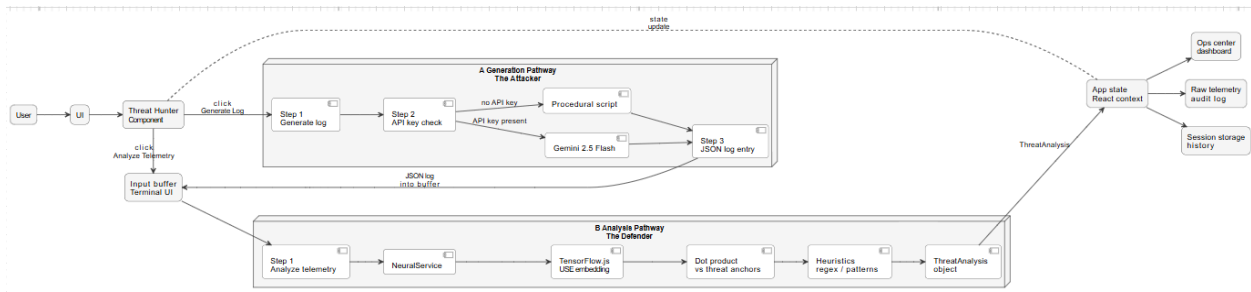 state
update
Ops center
dashboard
A Generation Pathway
The Attacker
App state
React context
Raw telemetry
audit log
Session storage
history
User
UI
Threat Hunter
Component
click
Generate Log
Step 1
Generate log
Step 2
API key check
no API key
API key present
Procedural script
Gemini 2.5 Flash
Step 3
JSON log entry
click
Analyze Telemetry
JSON log
into buffer
Input buffer
Terminal UI
ThreatAnalysis
B Analysis Pathway
The Defender
Step 1
Analyze telemetry
NeuralService
TensorFlow.js
USE embedding
Dot product
vs threat anchors
Heuristics
regex / patterns
ThreatAnalysis
object